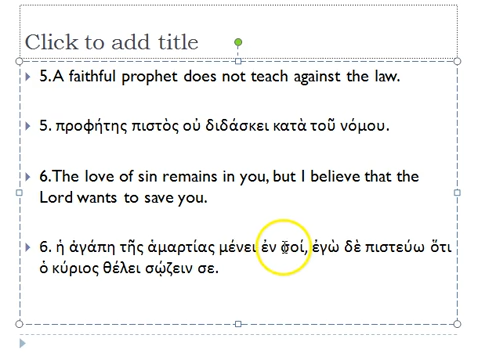 Click to add title
5.A faithful prophet does not teach against the law.
5. προφήτης πιστὸς οὐ διδάσκει κατὰ τοῦ νόμου.
6.The love of sin remains in you, but I believe that the
Lord wants to save you.
6. ἡ ἀγάπη τῆς ἁμαρτίας μένει ἐν σοί, ἐγὼ δὲ πιστεύω ὅτι
ὁ κύριος θέλει σῴζειν σε.